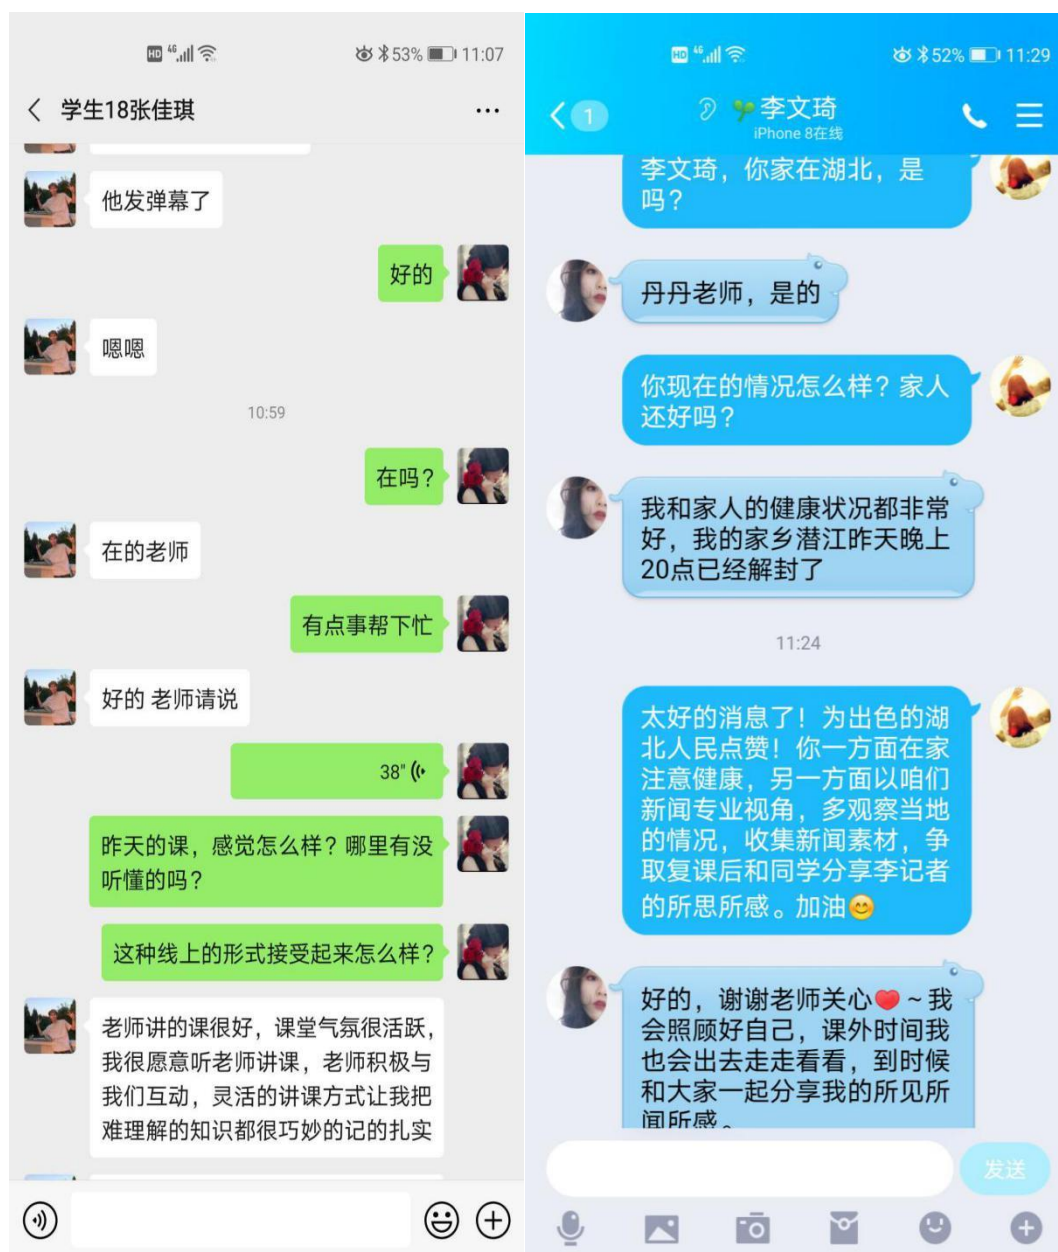 HD 4G 53% 11:07
学生18张佳琪
他发弹幕了
好的
嗯嗯
10:59
在吗?
在的老师
有点事帮下忙
好的 老师请说
38"
昨天的课，感觉怎么样？哪里有没
听懂的吗？
这种线上的形式接受起来怎么样？
老师讲的课很好，课堂气氛很活跃，
我很愿意听老师讲课，老师积极与
我们互动，灵活的讲课方式让我把
难理解的知识都很巧妙的记的扎实
HD 4G 52% 11:29
1
李文琦
iPhone 8在线
李文琦，你家在湖北，是
吗？
丹丹老师，是的
你现在的情况怎么样？家人
还好吗？
我和家人的健康状况都非常
好，我的家乡潜江昨天晚上
20点已经解封了
11:24
太好的消息了！为出色的湖
北人民点赞！你一方面在家
注意健康，另一方面以咱们
新闻专业视角，多观察当地
的情况，收集新闻素材，争
取复课后和同学分享李记者
的所思所感。加油😊
好的，谢谢老师关心❤️～我
会照顾好自己，课外时间我
也会出去走走看看，到时候
和大家一起分享我的所见所
闻所感。
发送